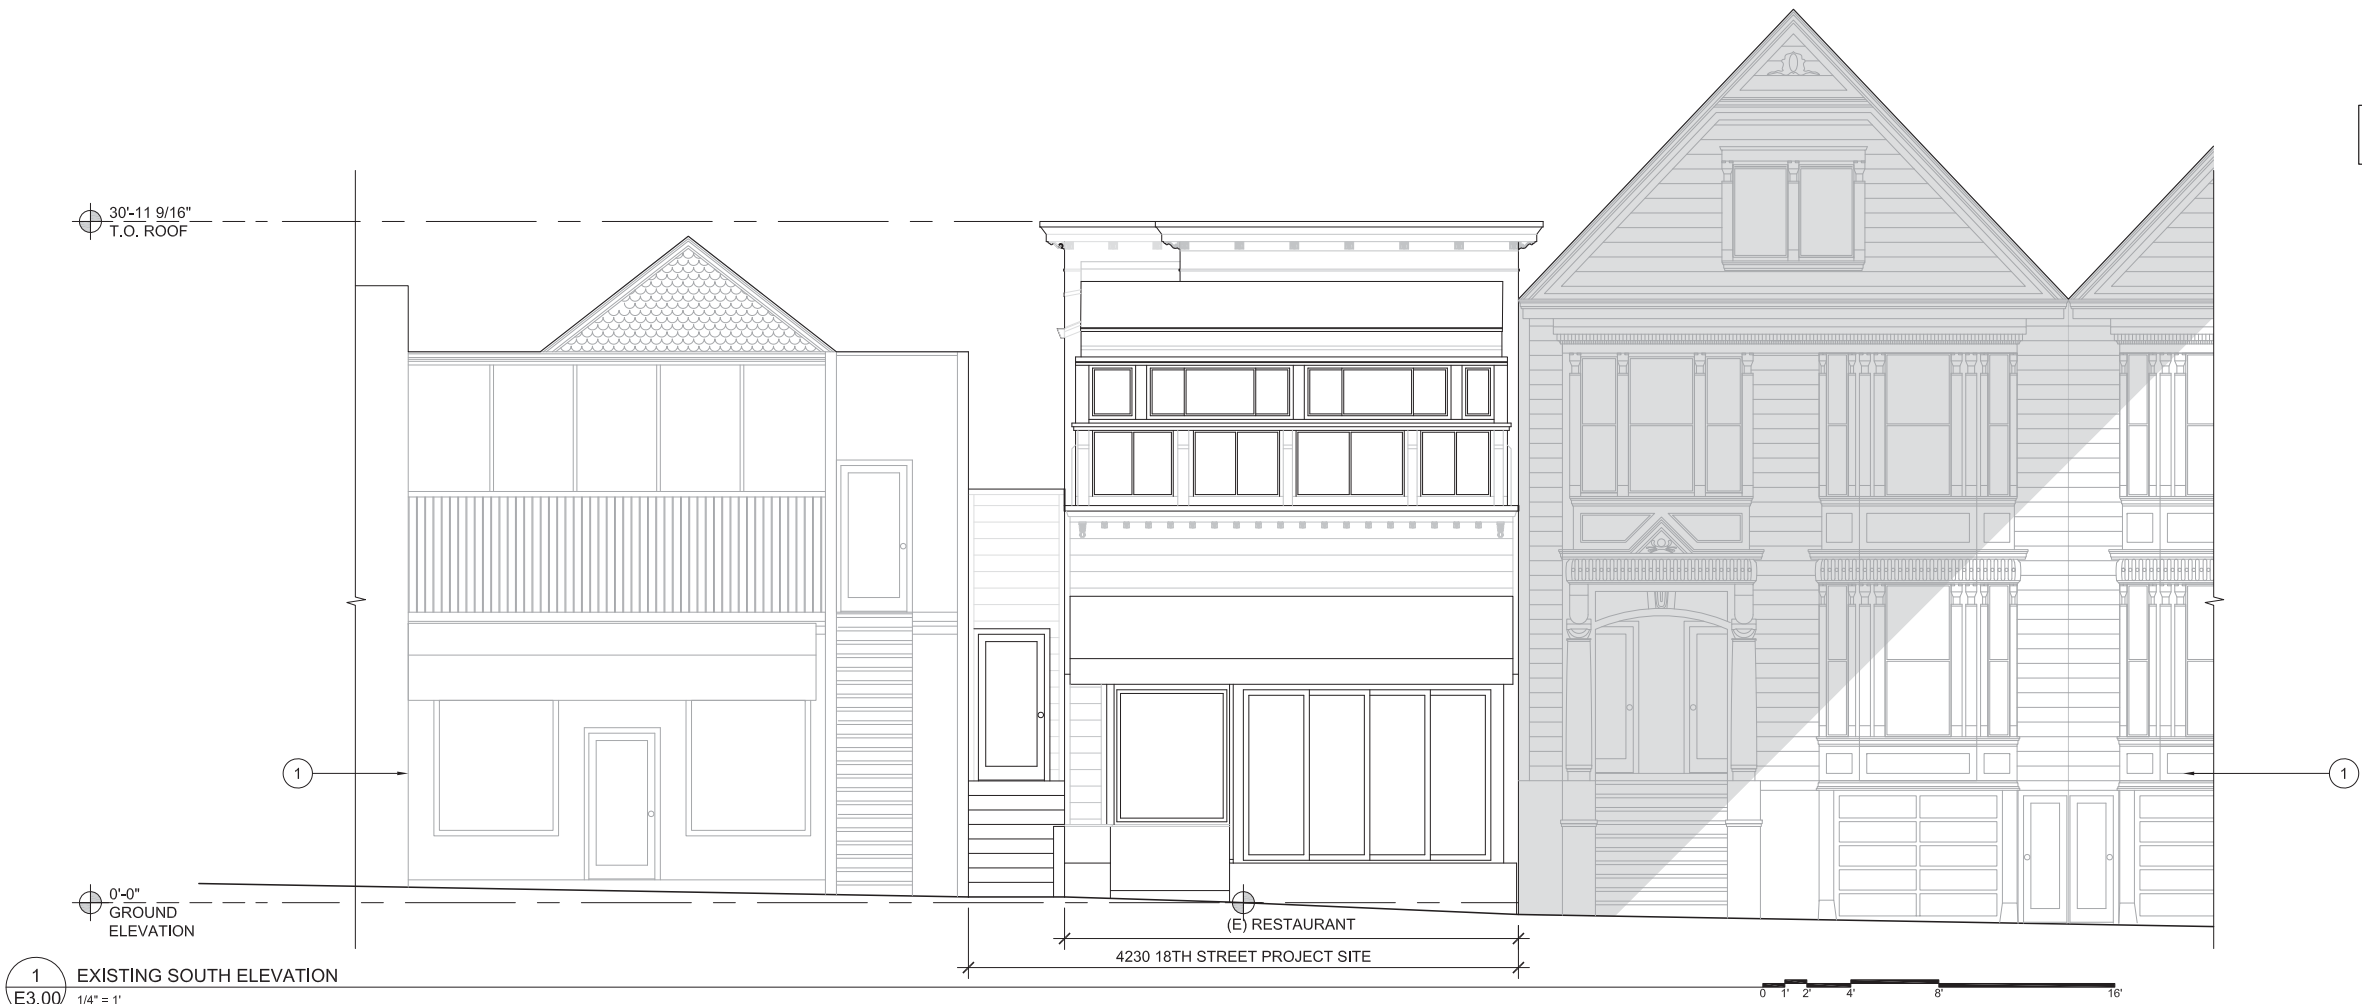 30'-11 9/16"
T.O. ROOF
1
1
0'-0"
GROUND
ELEVATION
(E) RESTAURANT
4230 18TH STREET PROJECT SITE
1
E3.00
EXISTING SOUTH ELEVATION
1/4" = 1'
0 1' 2' 4' 8' 16'